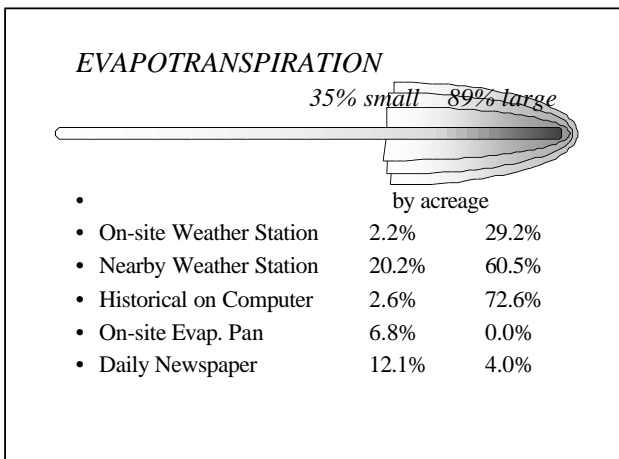 EVAPOTRANSPIRATION
35% small 89% large
• by acreage
• On-site Weather Station 2.2% 29.2%
• Nearby Weather Station 20.2% 60.5%
• Historical on Computer 2.6% 72.6%
• On-site Evap. Pan 6.8% 0.0%
• Daily Newspaper 12.1% 4.0%